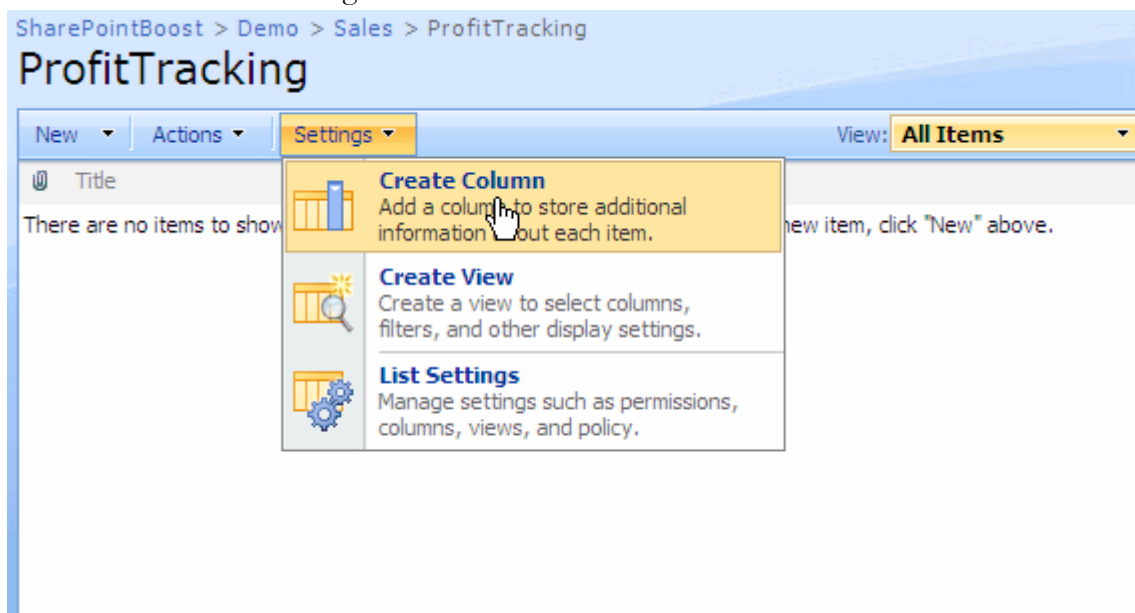 SharePointBoost > Demo > Sales > ProfitTracking
ProfitTracking
New Actions Settings View: All Items
Title
There are no items to show new item, click "New" above.
Create Column
Add a column to store additional
information out each item.
Create View
Create a view to select columns,
filters, and other display settings.
List Settings
Manage settings such as permissions,
columns, views, and policy.